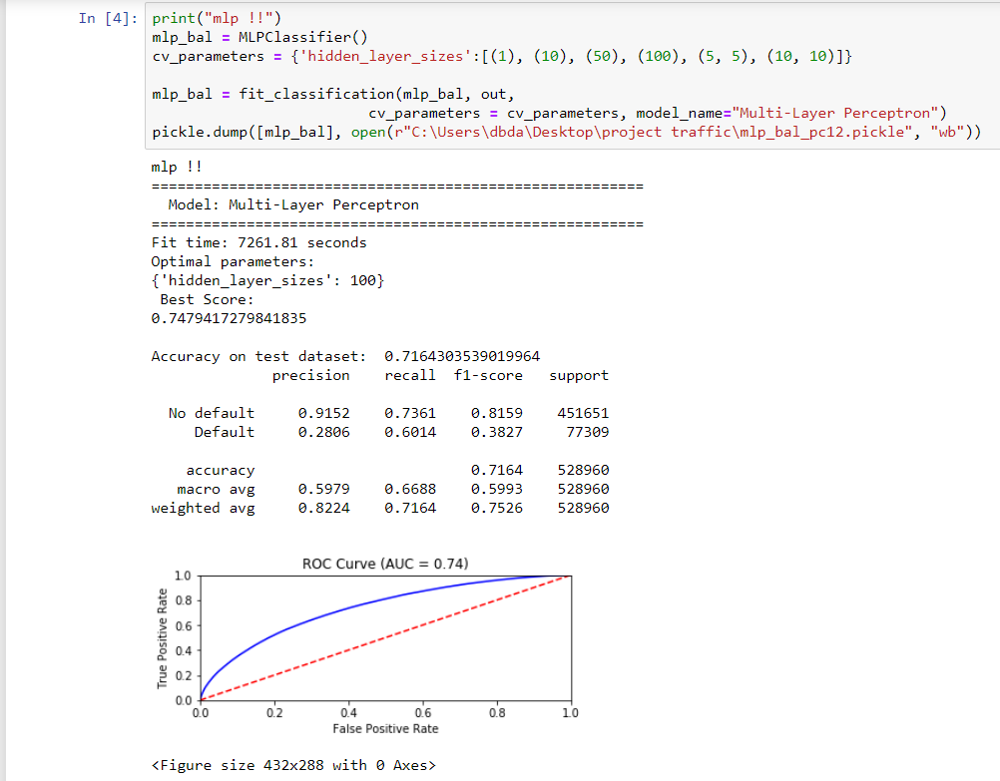 In [4]: print("mlp !!")
mlp_bal = MLPClassifier()
cv_parameters = {'hidden_layer_sizes':[(1), (10), (50), (100), (5, 5), (10, 10)]}
mlp_bal = fit_classification(mlp_bal, out,
cv_parameters = cv_parameters, model_name="Multi-Layer Perceptron")
pickle.dump([mlp_bal], open(r"C:\Users\dbda\Desktop\project traffic\mlp_bal_pc12.pickle", "wb"))
mlp !!
=========================================================
Model: Multi-Layer Perceptron
=========================================================
Fit time: 7261.81 seconds
Optimal parameters:
{'hidden_layer_sizes': 100}
Best Score:
0.7479417279841835
Accuracy on test dataset: 0.7164303539019964
precision recall f1-score support
No default 0.9152 0.7361 0.8159 451651
Default 0.2806 0.6014 0.3827 77309
accuracy 0.7164 528960
macro avg 0.5979 0.6688 0.5993 528960
weighted avg 0.8224 0.7164 0.7526 528960
ROC Curve (AUC = 0.74)
True Positive Rate
1.0
0.8
0.6
0.4
0.2
0.0
0.0 0.2 0.4 0.6 0.8 1.0
False Positive Rate
<Figure size 432x288 with 0 Axes>